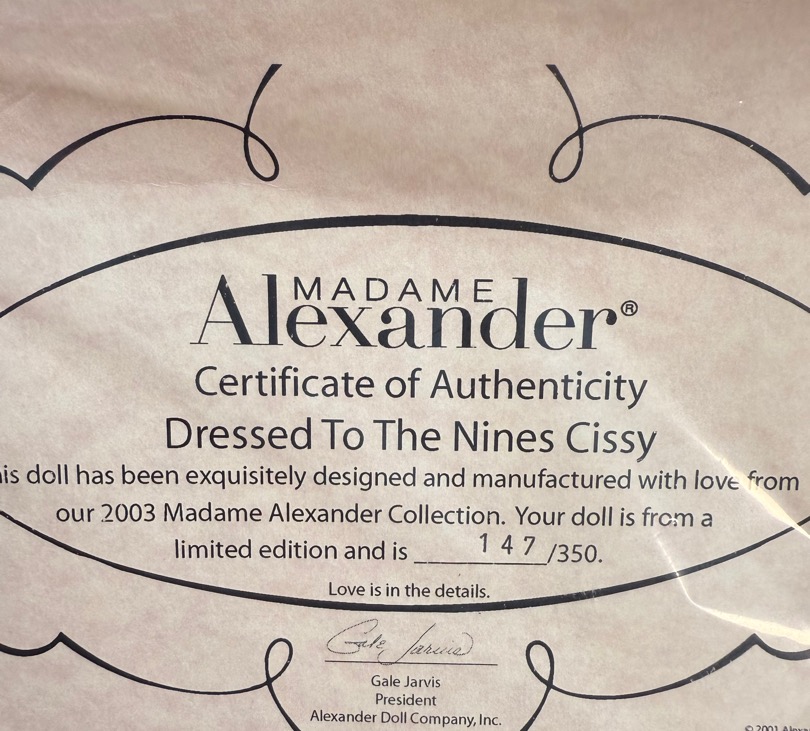 MADAME
Alexander®
Certificate of Authenticity
Dressed To The Nines Cissy
is doll has been exquisitely designed and manufactured with love from
our 2003 Madame Alexander Collection. Your doll is from a
limited edition and is 147/350.
Love is in the details.
Gale Jarvis
Gale Jarvis
President
Alexander Doll Company, Inc.
© 2001